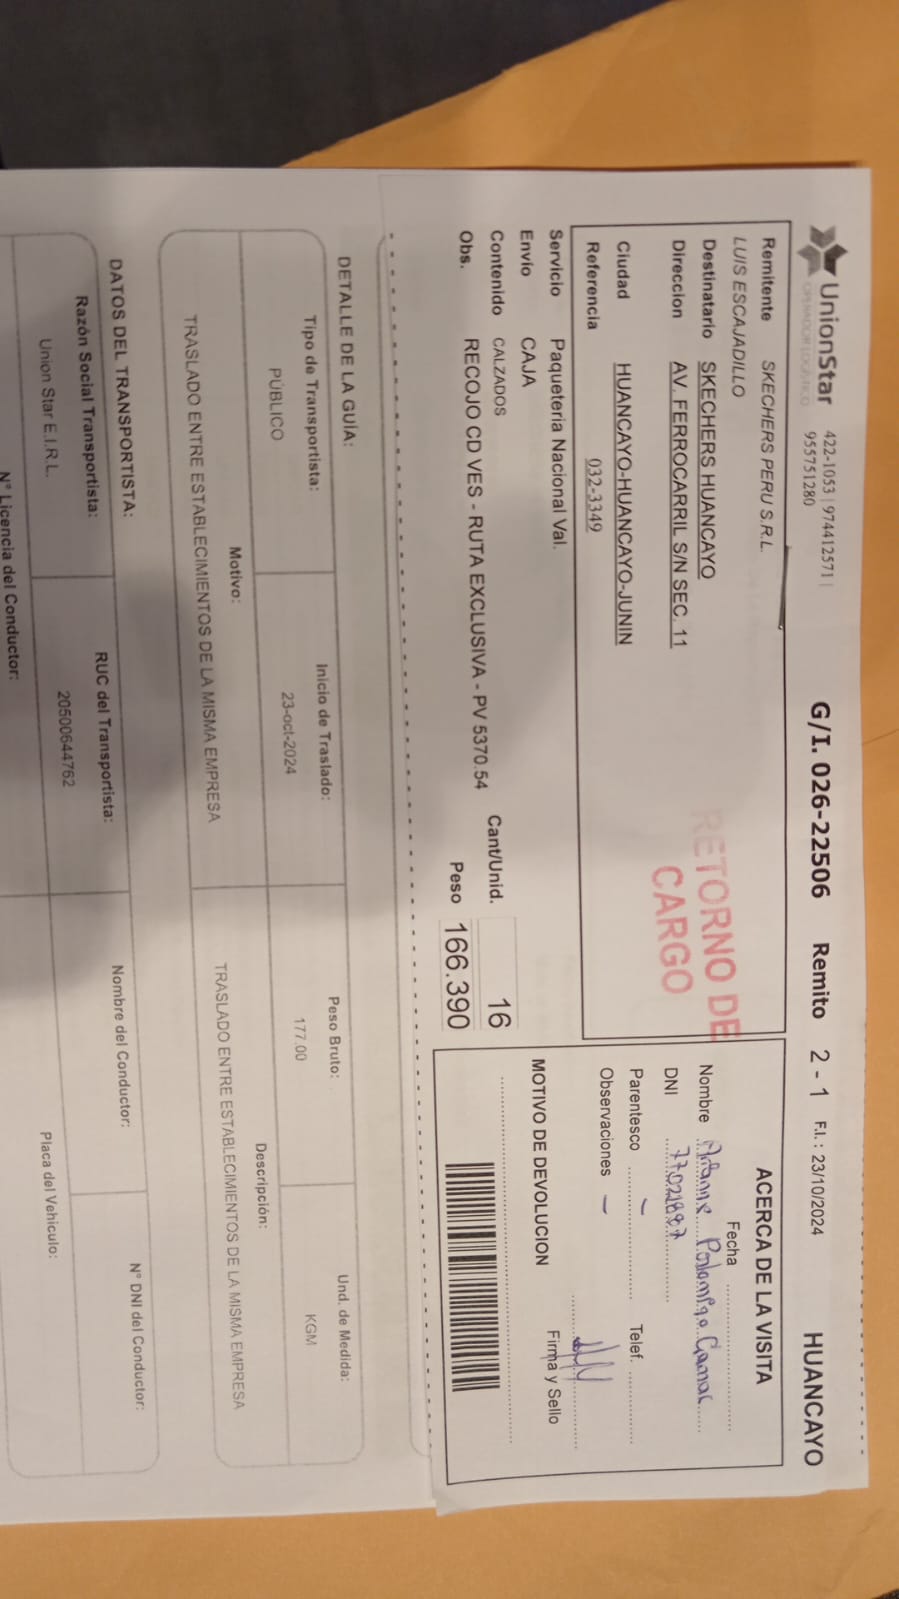 UnionStar 422-1053 | 974412571 |
OPERADOR LOGÍSTICO 955751280
G/I. 026-22506 Remito 2 - 1 F.I.: 23/10/2024 HUANCAYO
Remitente SKECHERS PERU S.R.L.
LUIS ESCAJADILLO
Destinatario SKECHERS HUANCAYO
Direccion AV. FERROCARRIL S/N SEC. 11
Ciudad HUANCAYO-HUANCAYO-JUNIN
Referencia 032-3349
RETORNO DE
CARGO
Servicio Paqueteria Nacional Val.
Envío CAJA
Contenido CALZADOS Cant/Unid. 16
Obs. RECOJO CD VES - RUTA EXCLUSIVA - PV 5370.54 Peso 166.390
ACERCA DE LA VISITA
Fecha
Nombre
DNI 77021887
Parentesco - Telef.
Observaciones -
Firma y Sello
MOTIVO DE DEVOLUCION
DETALLE DE LA GUÍA:
Tipo de Transportista: Inicio de Traslado: Peso Bruto: Und. de Medida:
PÚBLICO 23-oct-2024 177.00 KGM
Motivo: Descripción:
TRASLADO ENTRE ESTABLECIMIENTOS DE LA MISMA EMPRESA TRASLADO ENTRE ESTABLECIMIENTOS DE LA MISMA EMPRESA
DATOS DEL TRANSPORTISTA:
Razón Social Transportista: RUC del Transportista: Nombre del Conductor: N° DNI del Conductor:
Union Star E.I.R.L. 20500644762
N° Licencia del Conductor: Placa del Vehiculo: